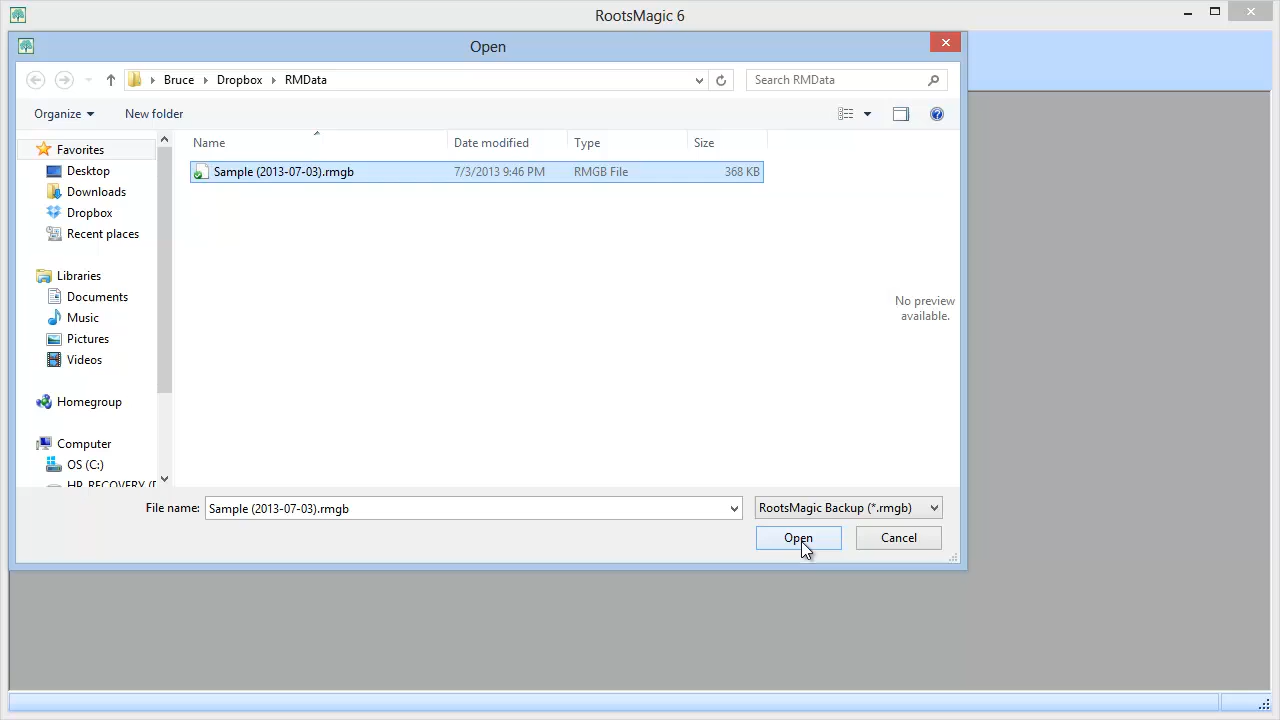 RootsMagic 6
Open
Bruce Dropbox RMData
Search RMData
Organize New folder
Name Date modified Type Size
Sample (2013-07-03).rmgb 7/3/2013 9:46 PM RMGB File 368 KB
Favorites
Desktop
Downloads
Dropbox
Recent places
Libraries
Documents
Music
Pictures
Videos
Homegroup
Computer
OS (C:)
HP_RECOVERY (D
No preview
available.
File name: Sample (2013-07-03).rmgb RootsMagic Backup (*.rmgb)
Open Cancel